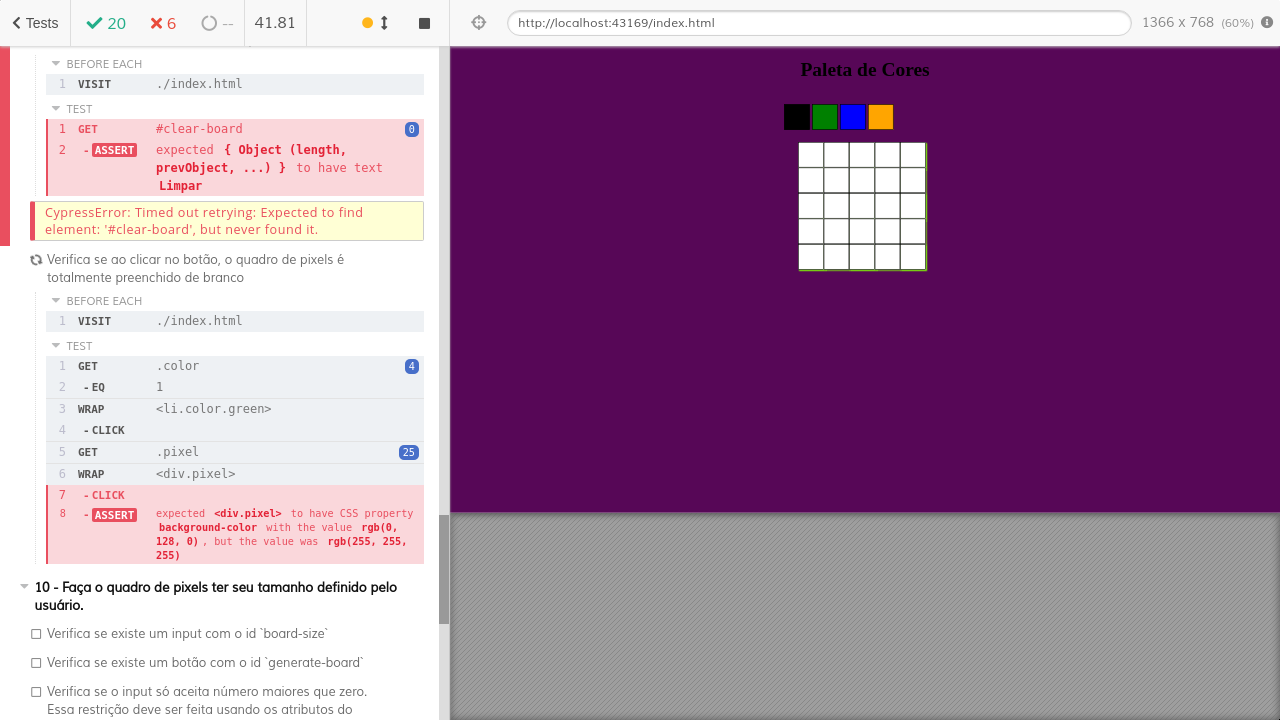 Tests
20
6
--
41.81
http://localhost:43169/index.html
1366 x 768 (60%)
BEFORE EACH
1 VISIT ./index.html
TEST
1 GET #clear-board 0
2 - ASSERT expected { Object (length,
prevObject, ...) } to have text
Limpar
CypressError: Timed out retrying: Expected to find
element: '#clear-board', but never found it.
Verifica se ao clicar no botão, o quadro de pixels é
totalmente preenchido de branco
BEFORE EACH
1 VISIT ./index.html
TEST
1 GET .color 4
2 - EQ 1
3 WRAP <li.color.green>
4 - CLICK
5 GET .pixel 25
6 WRAP <div.pixel>
7 - CLICK
8 - ASSERT expected <div.pixel> to have CSS property
background-color with the value rgb(0,
128, 0) , but the value was rgb(255, 255,
255)
10 - Faça o quadro de pixels ter seu tamanho definido pelo
usuário.
Verifica se existe um input com o id `board-size`
Verifica se existe um botão com o id `generate-board`
Verifica se o input só aceita número maiores que zero.
Essa restrição deve ser feita usando os atributos do
Paleta de Cores